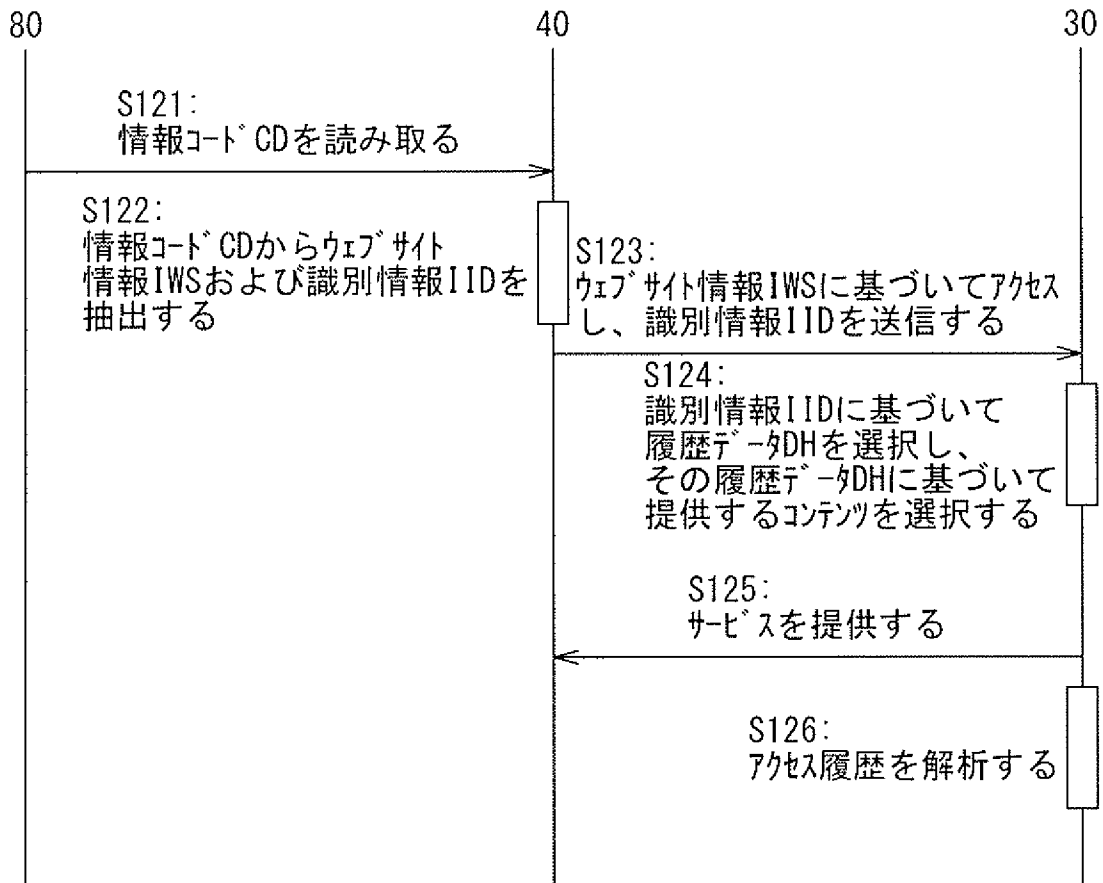 80
40
30
S121:
情報ｺｰﾄﾞCDを読み取る
S122:
情報ｺｰﾄﾞCDからｳｪﾌﾞｻｲﾄ
情報IWSおよび識別情報IIDを
抽出する
S123:
ｳｪﾌﾞｻｲﾄ情報IWSに基づいてｱｸｾｽ
し、識別情報IIDを送信する
S124:
識別情報IIDに基づいて
履歴ﾃﾞｰﾀDHを選択し、
その履歴ﾃﾞｰﾀDHに基づいて
提供するｺﾝﾃﾝﾂを選択する
S125:
ｻｰﾋﾞｽを提供する
S126:
ｱｸｾｽ履歴を解析する